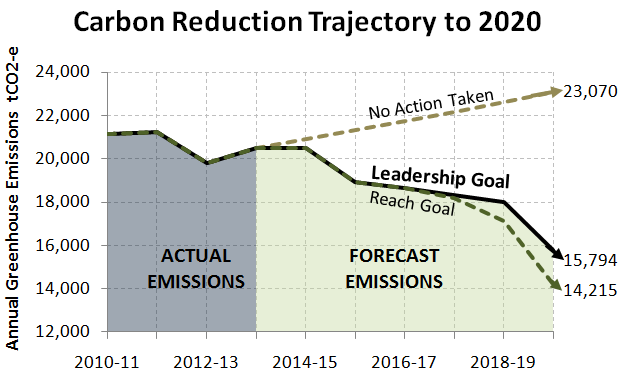 Carbon Reduction Trajectory to 2020
Annual Greenhouse Emissions tCO2-e
24,000
22,000
20,000
18,000
16,000
14,000
12,000
No Action Taken
23,070
Leadership Goal
Reach Goal
ACTUAL
EMISSIONS
FORECAST
EMISSIONS
15,794
14,215
2010-11 2012-13 2014-15 2016-17 2018-19